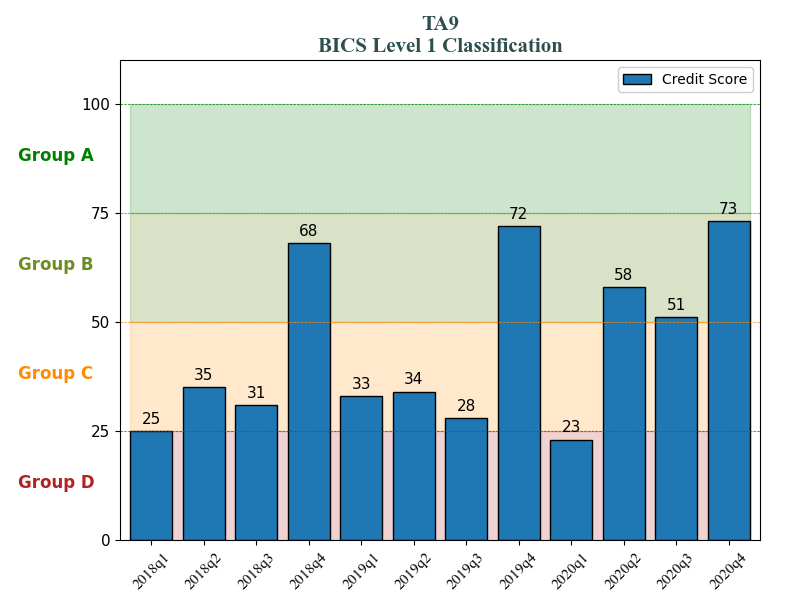 TA9
BICS Level 1 Classification
Credit Score
100
Group A
75
73
72
68
Group B
58
51
50
Group C
35
34
33
31
28
25
25
23
Group D
0
2018q1
2018q2
2018q3
2018q4
2019q1
2019q2
2019q3
2019q4
2020q1
2020q2
2020q3
2020q4